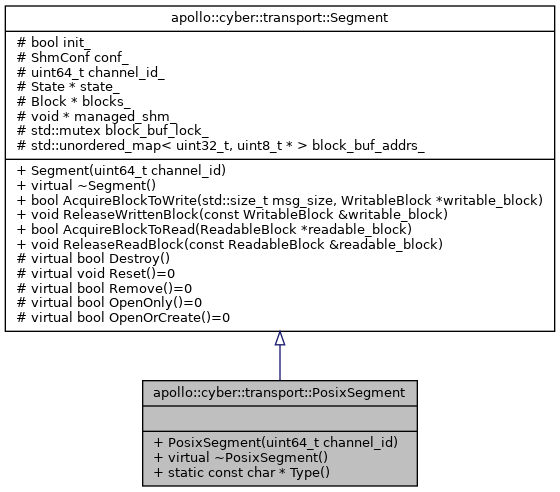 apollo::cyber::transport::Segment
# bool init_
# ShmConf conf_
# uint64_t channel_id_
# State * state_
# Block * blocks_
# void * managed_shm_
# std::mutex block_buf_lock_
# std::unordered_map< uint32_t, uint8_t * > block_buf_addrs_
+ Segment(uint64_t channel_id)
+ virtual ~Segment()
+ bool AcquireBlockToWrite(std::size_t msg_size, WritableBlock *writable_block)
+ void ReleaseWrittenBlock(const WritableBlock &writable_block)
+ bool AcquireBlockToRead(ReadableBlock *readable_block)
+ void ReleaseReadBlock(const ReadableBlock &readable_block)
# virtual bool Destroy()
# virtual void Reset()=0
# virtual bool Remove()=0
# virtual bool OpenOnly()=0
# virtual bool OpenOrCreate()=0
apollo::cyber::transport::PosixSegment
+ PosixSegment(uint64_t channel_id)
+ virtual ~PosixSegment()
+ static const char * Type()